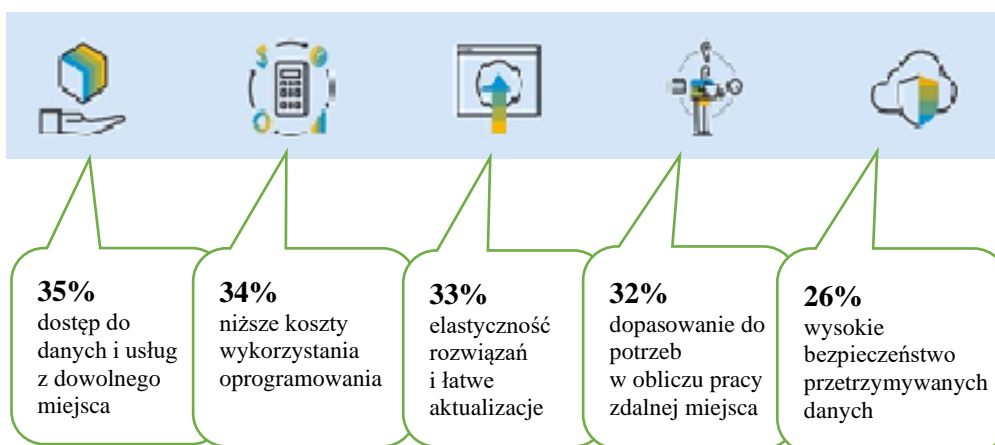 35%
dostęp do
danych i usług
z dowolnego
miejsca
34%
niższe koszty
wykorzystania
oprogramowania
33%
elastyczność
rozwiązań
i łatwe
aktualizacje
32%
dopasowanie do
potrzeb
w obliczu pracy
zdalnej miejsca
26%
wysokie
bezpieczeństwo
przetrzymywanych
danych